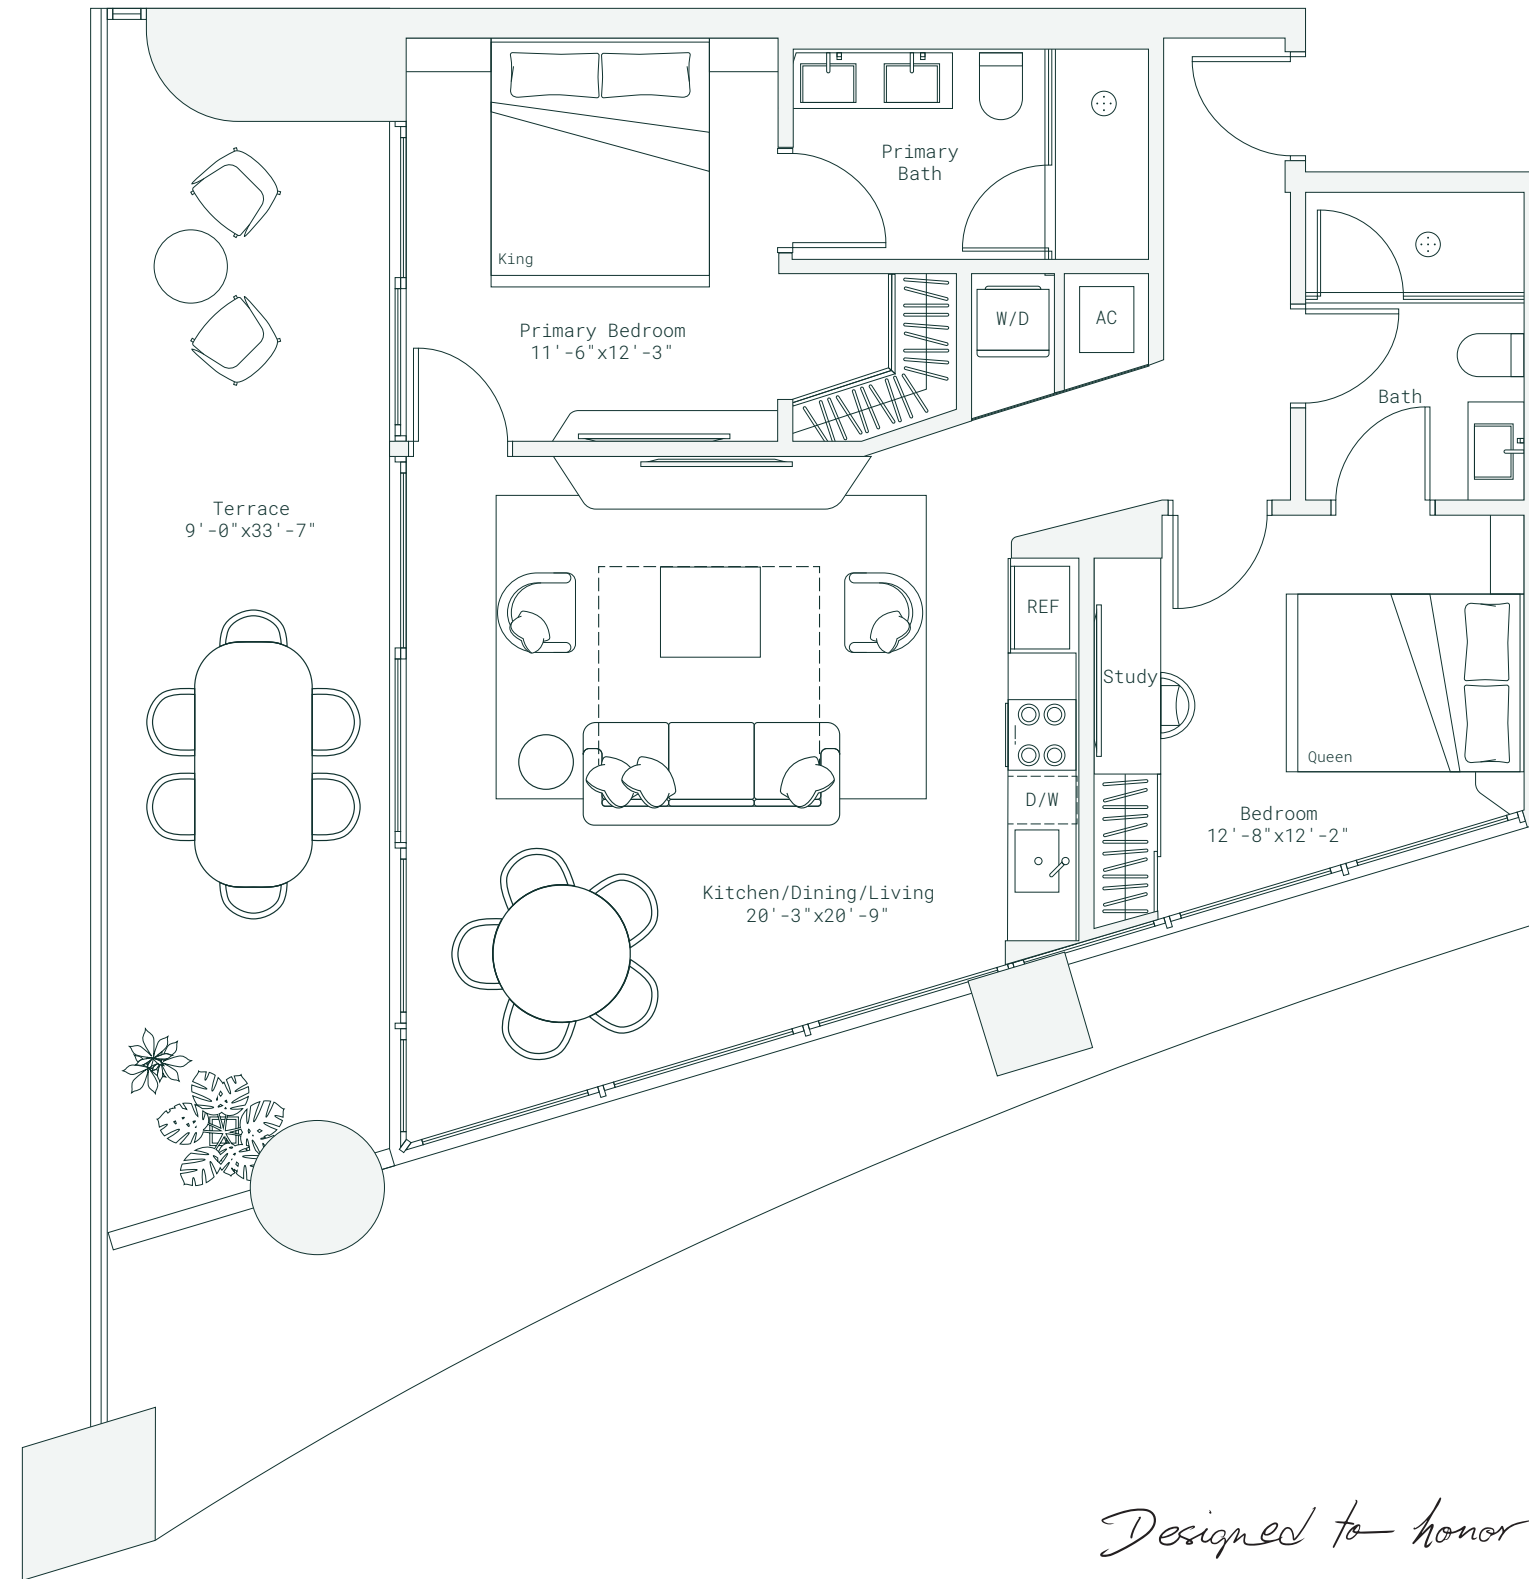 Primary
Bath
King
W/D
AC
Primary Bedroom
11'-6"x12'-3"
Bath
Terrace
9'-0"x33'-7"
REF
Study
Queen
D/W
Bedroom
12'-8"x12'-2"
Kitchen/Dining/Living
20'-3"x20'-9"
Designed to honor